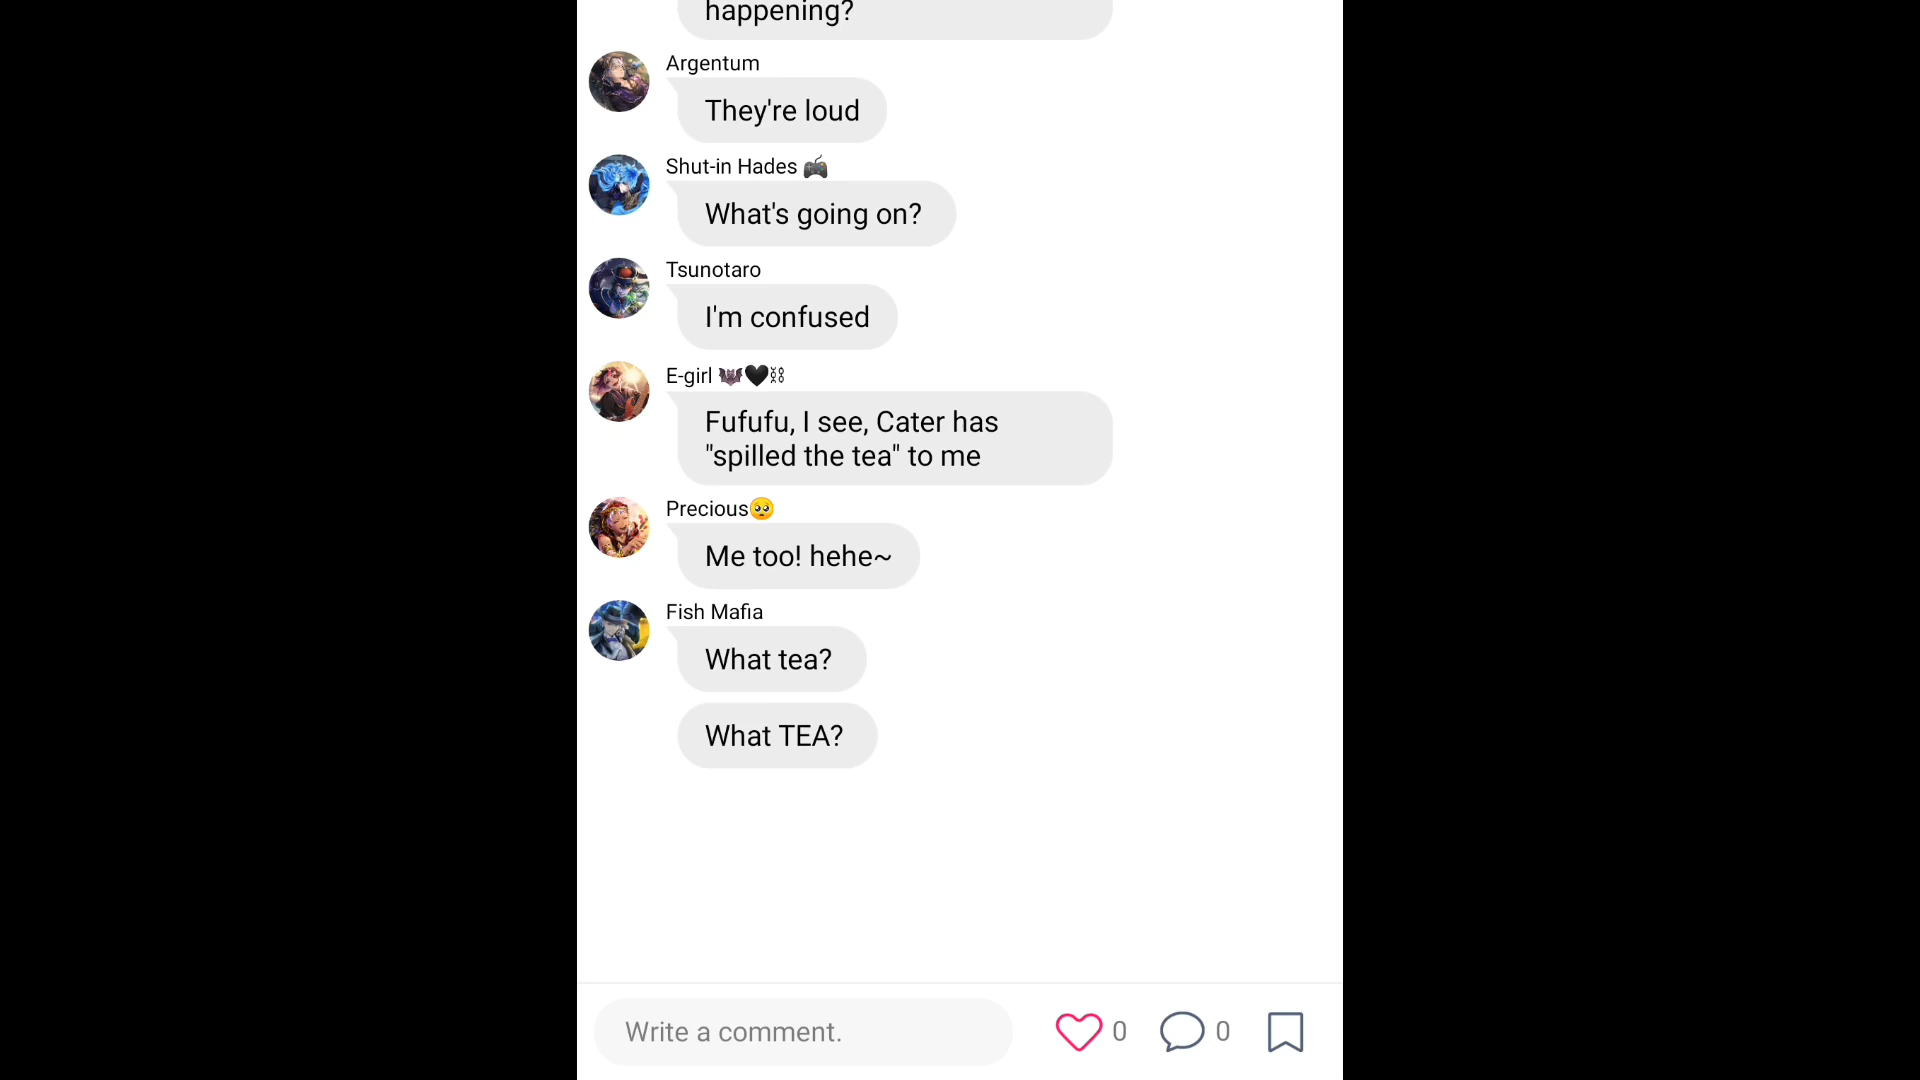 happening?
Argentum
They're loud
Shut-in Hades 🎮
What's going on?
Tsunotaro
I'm confused
E-girl 🦇🖤⛓
Fufufu, I see, Cater has
"spilled the tea" to me
Precious🥺
Me too! hehe~
Fish Mafia
What tea?
What TEA?
Write a comment.
0
0